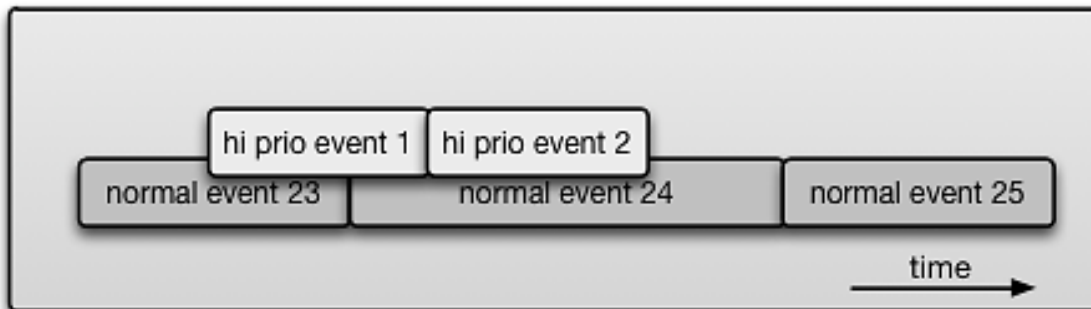 hi prio event 1 hi prio event 2
normal event 23 normal event 24 normal event 25
time